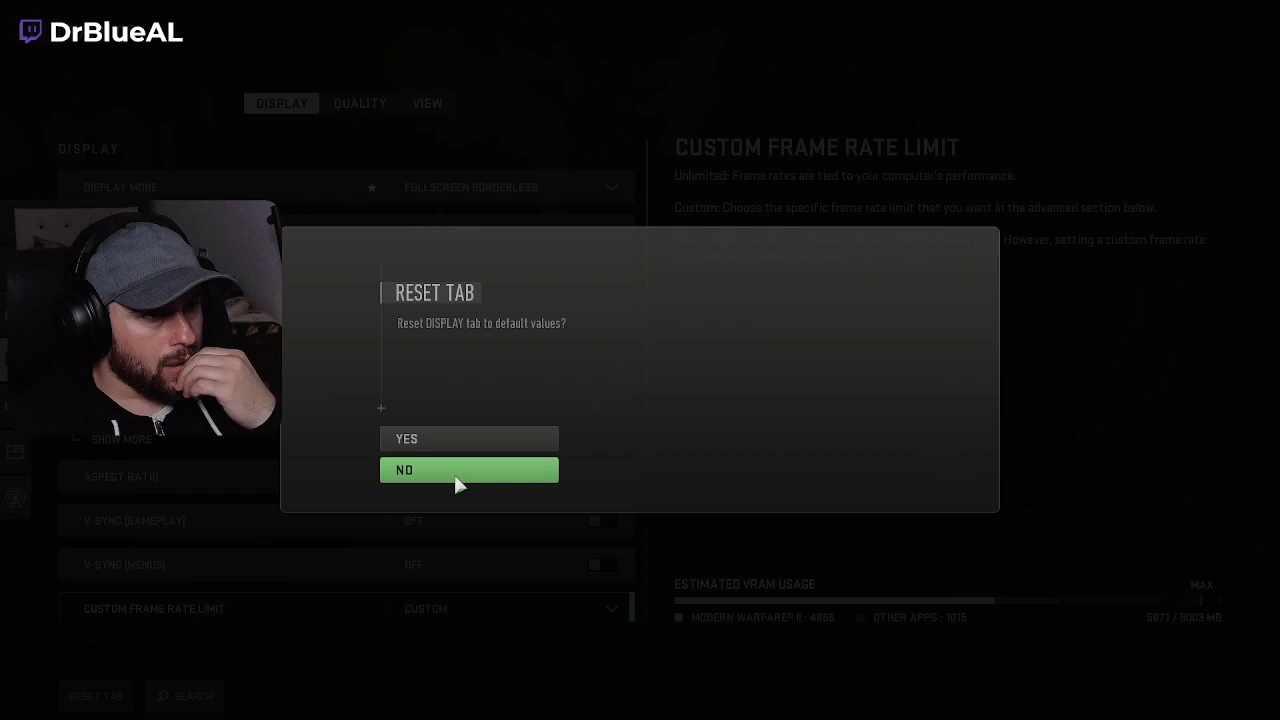 DrBlueAL
DISPLAY QUALITY VIEW
DISPLAY
DISPLAY MODE FULLSCREEN BORDERLESS
CUSTOM FRAME RATE LIMIT
Unlimited: Frame rates are tied to your computer's performance.
Custom: Choose the specific frame rate limit that you want in the advanced section below.
However, setting a custom frame rate
RESET TAB
Reset DISPLAY tab to default values?
YES
NO
SHOW MORE
ASPECT RATIO
V-SYNC (GAMEPLAY) OFF
V-SYNC (MENUS) OFF
CUSTOM FRAME RATE LIMIT CUSTOM
ESTIMATED VRAM USAGE MAX
MODERN WARFARE® II : 4856 OTHER APPS : 1015 5871 / 8003 MB
RESET TAB SEARCH